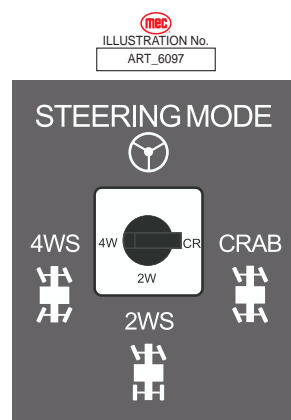 mec
ILLUSTRATION No.
ART_6097
STEERING MODE
4WS
4W
CR
CRAB
2W
2WS